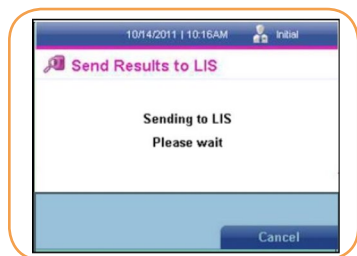 10/14/2011 | 10:16AM Initial
Send Results to LIS
Sending to LIS
Please wait
Cancel